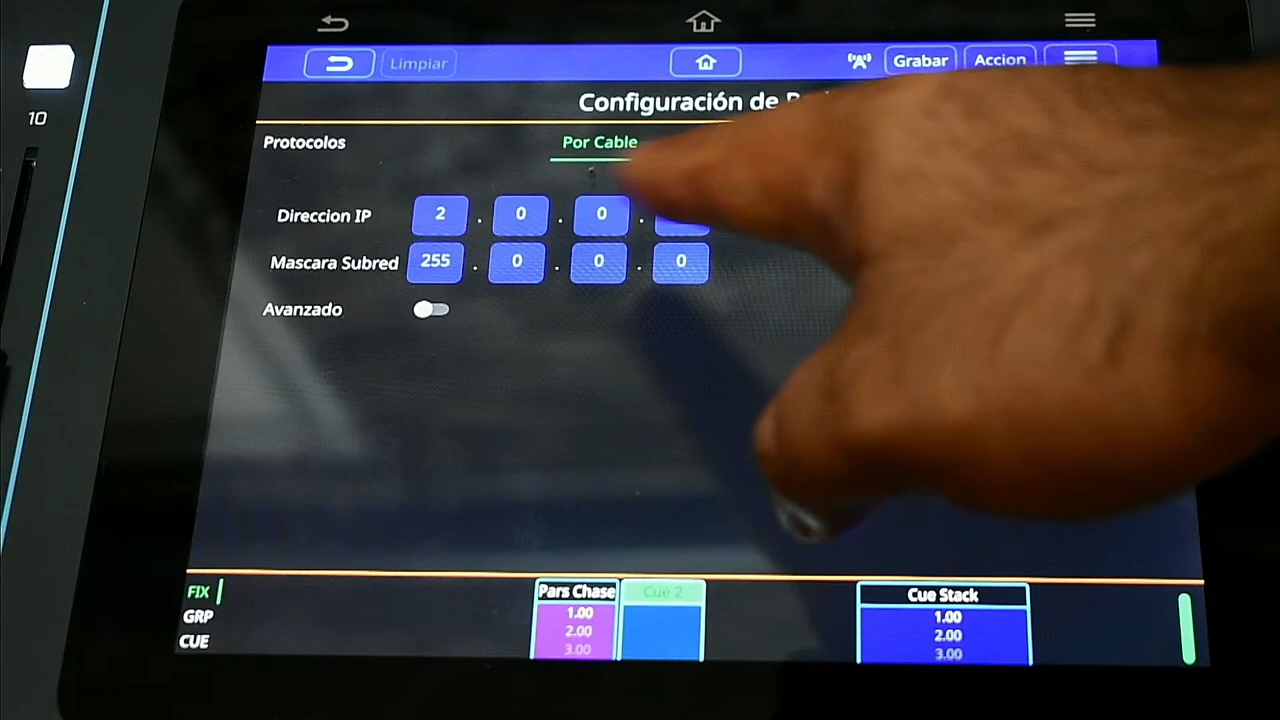 10
Limpiar
Grabar
Accion
Configuración de
Protocolos
Por Cable
Direccion IP
2 . 0 . 0 .
Mascara Subred
255 . 0 . 0 . 0
Avanzado
FIX
GRP
CUE
Pars Chase
1.00
2.00
3.00
Cue 2
Cue Stack
1.00
2.00
3.00